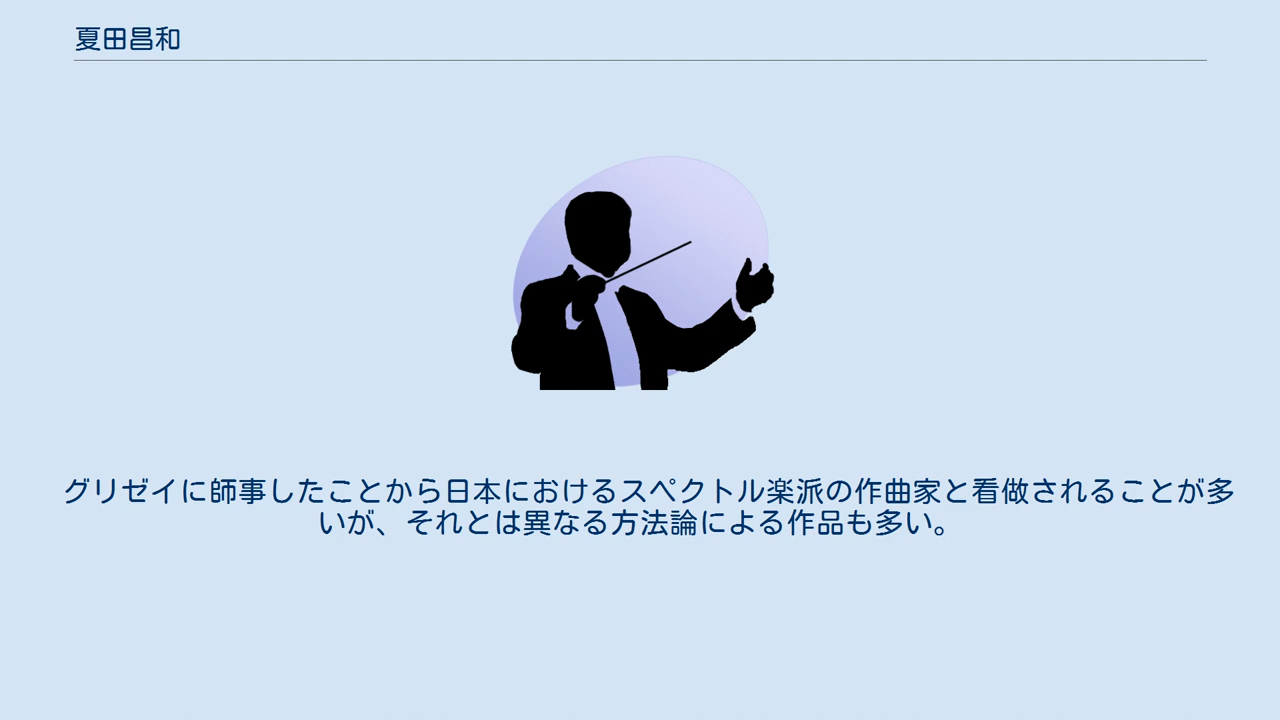 夏田昌和
グリゼイに師事したことから日本におけるスペクトル楽派の作曲家と看做されることが多
いが、それとは異なる方法論による作品も多い。